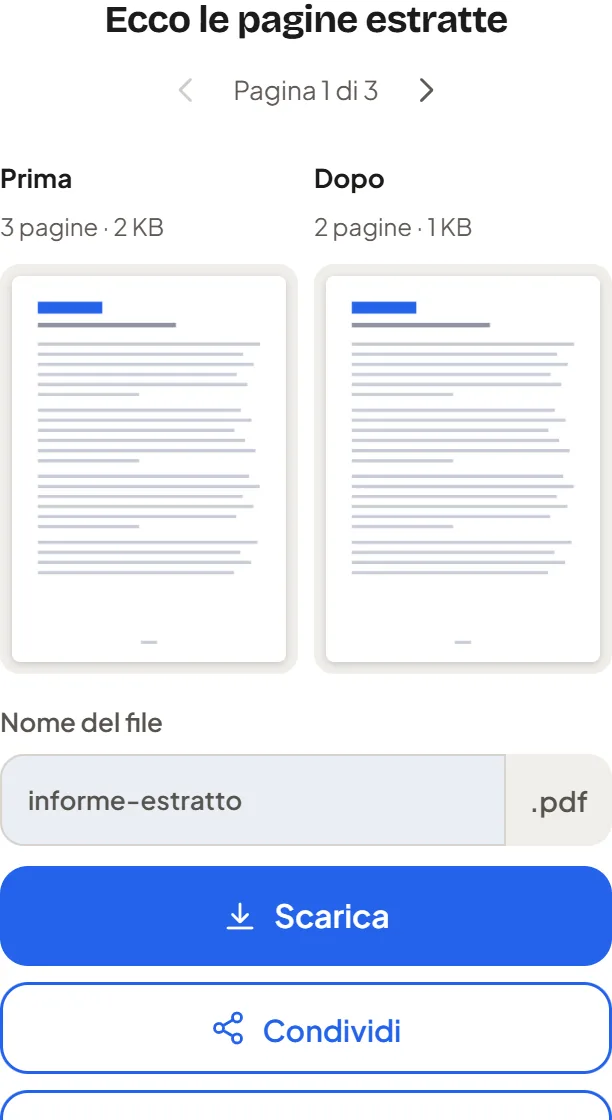 Ecco le pagine estratte
Pagina 1 di 3
Prima
3 pagine · 2 KB
Dopo
2 pagine · 1 KB
Nome del file
informe-estratto
.pdf
Scarica
Condividi